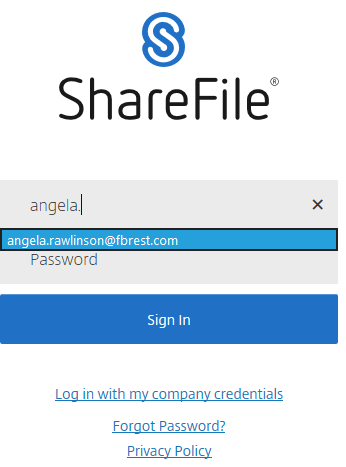 ShareFile®
angela.
angela.rawlinson@fbrest.com
Password
Sign In
Log in with my company credentials
Forgot Password?
Privacy Policy